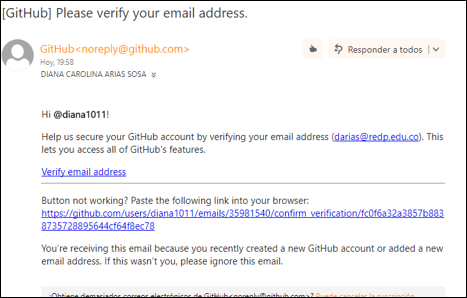 [GitHub] Please verify your email address.
GitHub<noreply@github.com>
Responder a todos
Hoy, 19:58
DIANA CAROLINA ARIAS SOSA
Hi @diana1011!
Help us secure your GitHub account by verifying your email address (darias@redp.edu.co). This
lets you access all of GitHub's features.
Verify email address
Button not working? Paste the following link into your browser:
https://github.com/users/diana1011/emails/35981540/confirm_verification/fc0f6a32a3857b883
8735728895644cf64f8ec78
You're receiving this email because you recently created a new GitHub account or added a new
email address. If this wasn't you, please ignore this email.
¿Obtiene demasiados correos electrónicos de GitHub<noreply@github.com>? Puede cancelar la suscripción